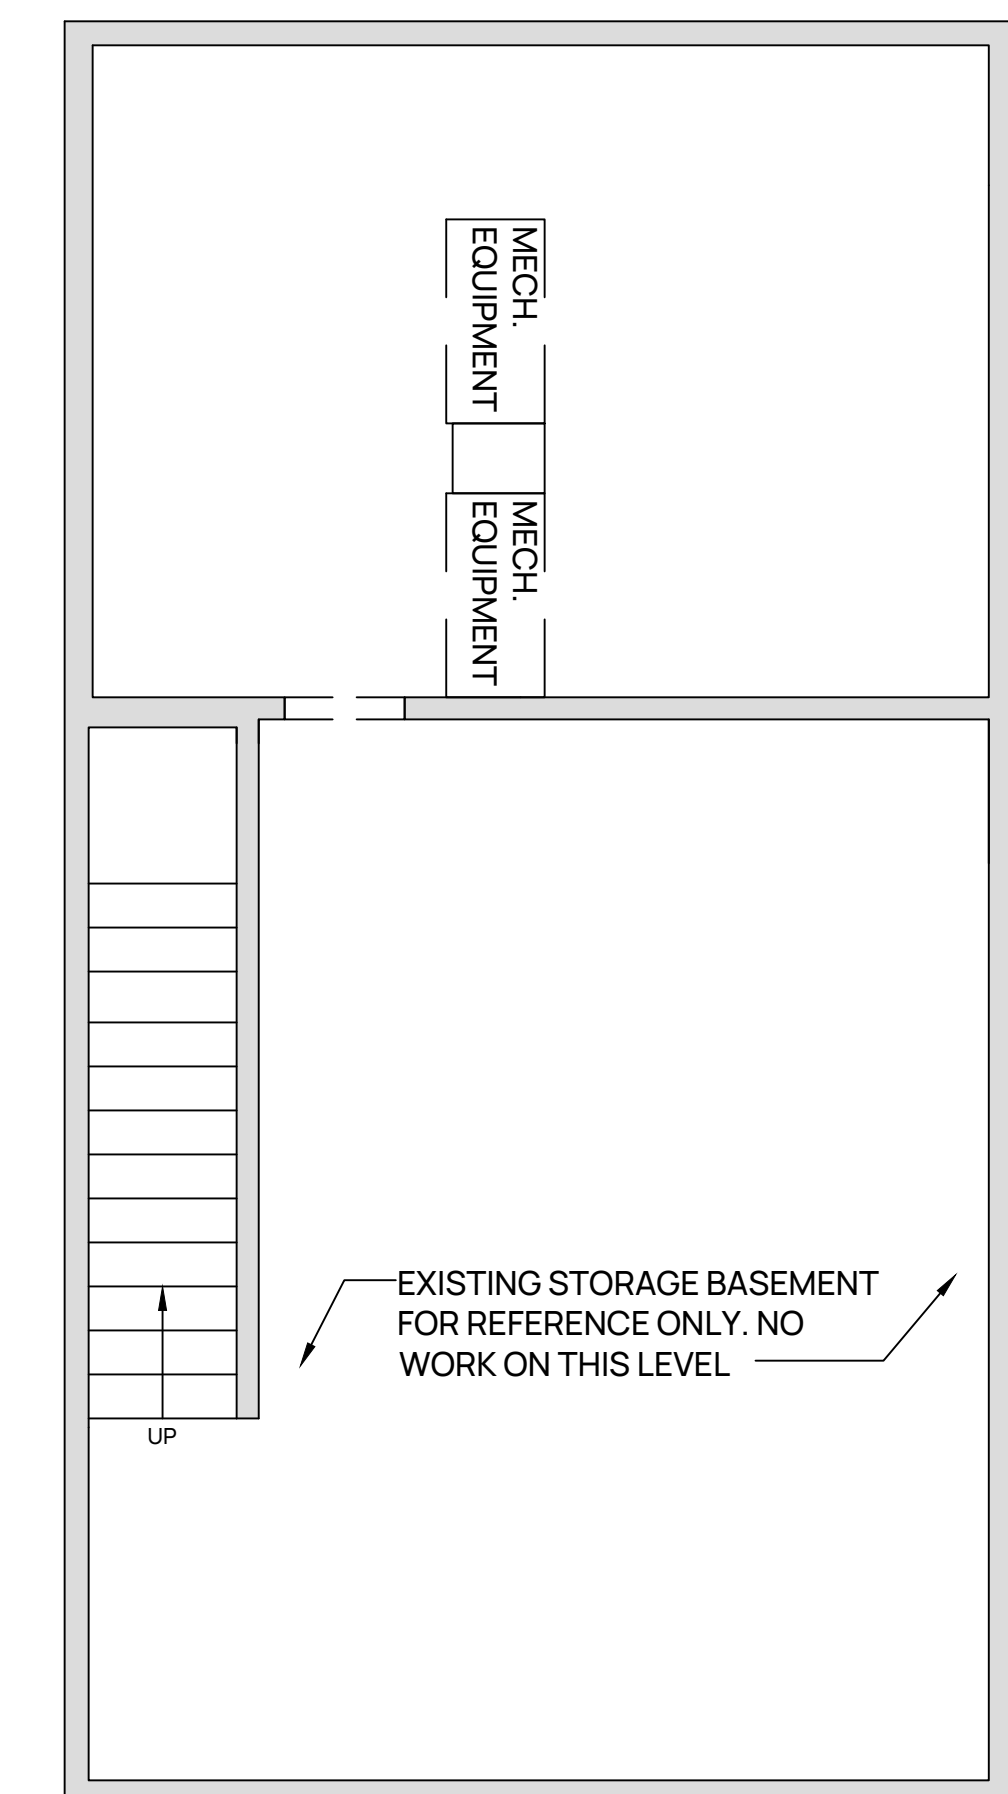 MECH.
EQUIPMENT
MECH.
EQUIPMENT
EXISTING STORAGE BASEMENT
FOR REFERENCE ONLY. NO
WORK ON THIS LEVEL
UP